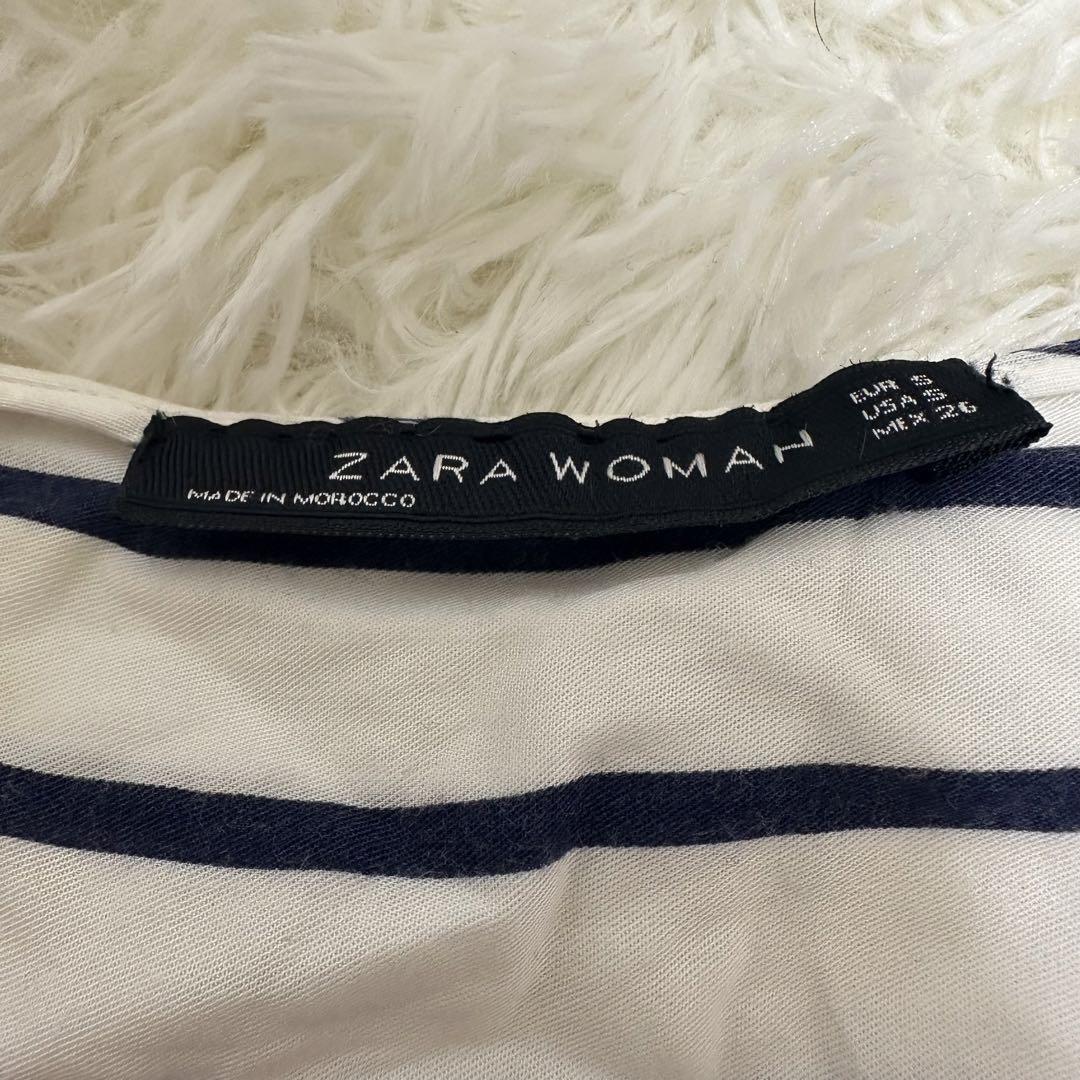 ZARA WOMAN
MADE IN MOROCCO
EUR S
USA S
MEX 26